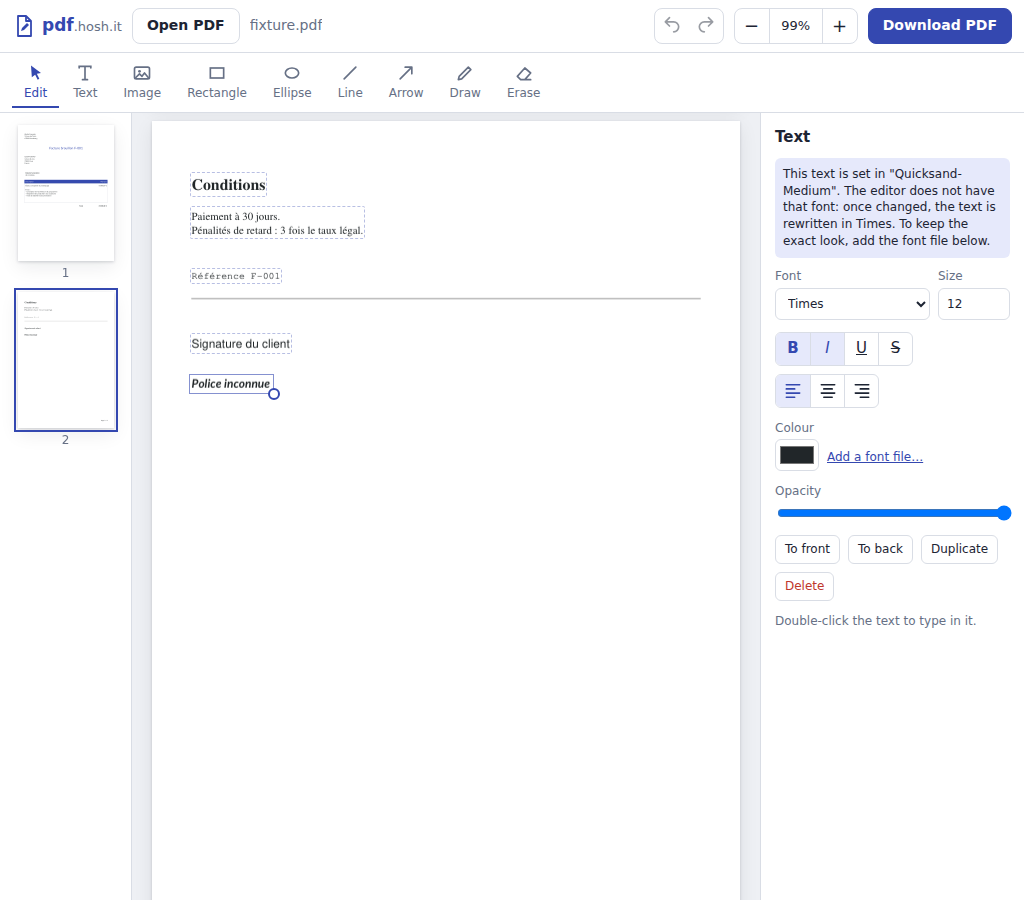 pdf.hosh.it
Open PDF
fixture.pdf
99%
Download PDF
Edit
Text
Image
Rectangle
Ellipse
Line
Arrow
Draw
Erase
1
2
Conditions
Paiement à 30 jours.
Pénalités de retard : 3 fois le taux légal.
Référence F-001
Signature du client
Police inconnue
Text
This text is set in "Quicksand-
Medium". The editor does not have
that font: once changed, the text is
rewritten in Times. To keep the
exact look, add the font file below.
Font
Size
Times
12
B I U S
Colour
Add a font file...
Opacity
To front
To back
Duplicate
Delete
Double-click the text to type in it.